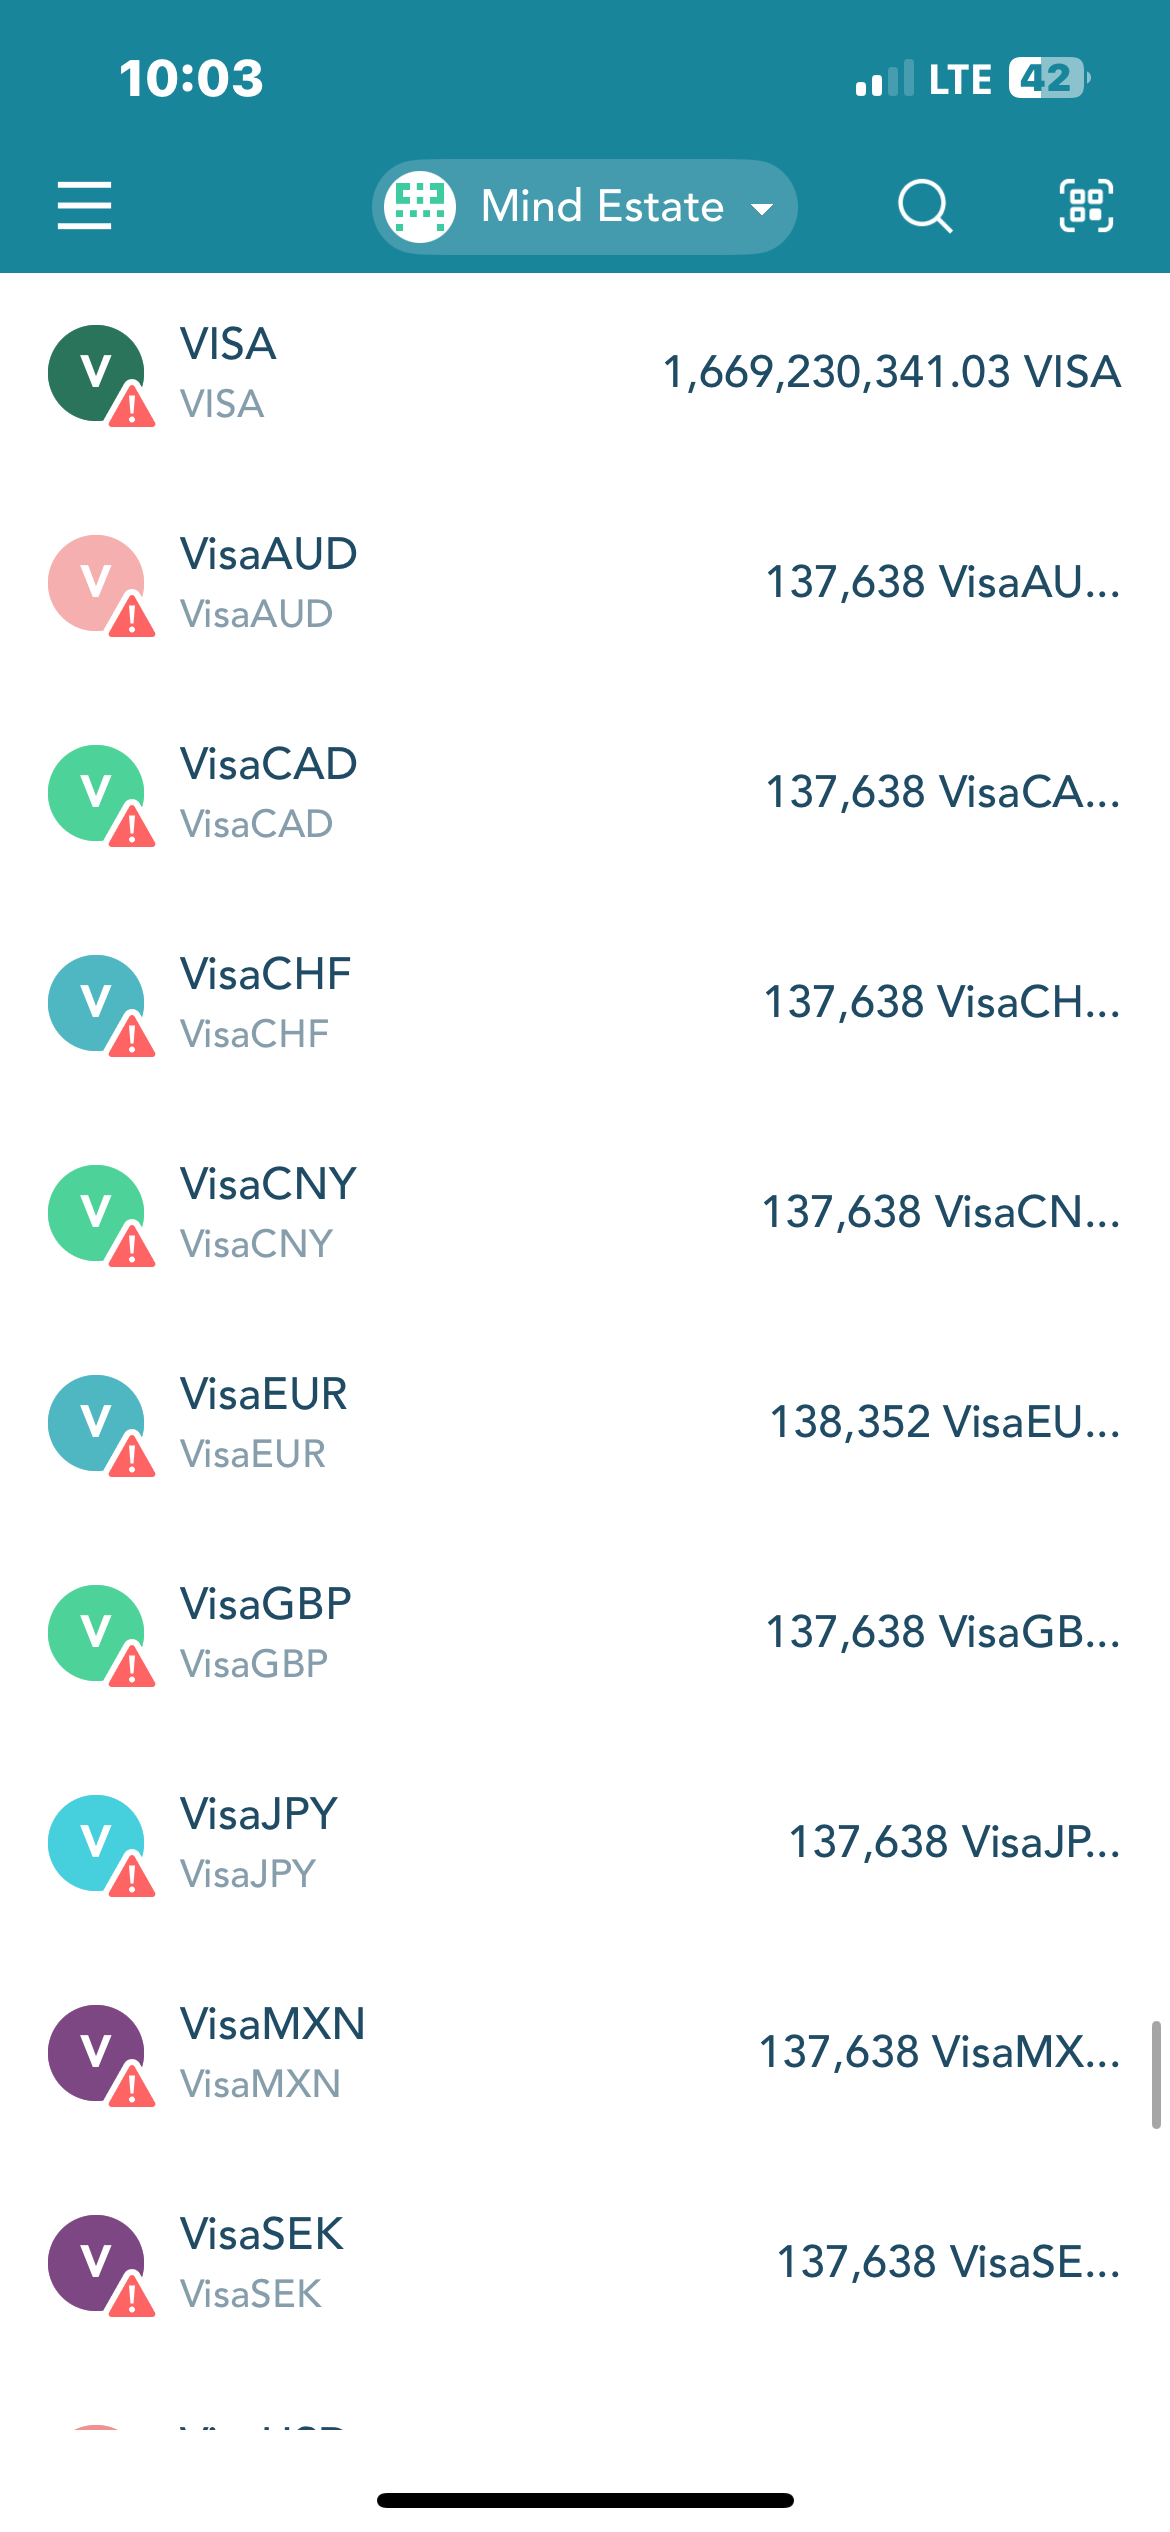 10:03
LTE 42
Mind Estate
V
VISA
VISA
1,669,230,341.03 VISA
V
VisaAUD
VisaAUD
137,638 VisaAU...
V
VisaCAD
VisaCAD
137,638 VisaCA...
V
VisaCHF
VisaCHF
137,638 VisaCH...
V
VisaCNY
VisaCNY
137,638 VisaCN...
V
VisaEUR
VisaEUR
138,352 VisaEU...
V
VisaGBP
VisaGBP
137,638 VisaGB...
V
VisaJPY
VisaJPY
137,638 VisaJP...
V
VisaMXN
VisaMXN
137,638 VisaMX...
V
VisaSEK
VisaSEK
137,638 VisaSE...